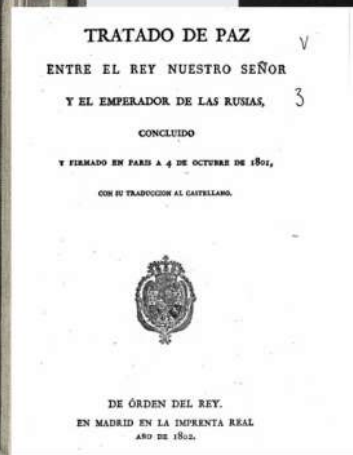 TRATADO DE PAZ
V
ENTRE EL REY NUESTRO SEÑOR
Y EL EMPERADOR DE LAS RUSIAS,
3
CONCLUIDO
Y FIRMADO EN PARIS A 4 DE OCTUBRE DE 1801,
CON SU TRADUCCION AL CASTELLANO.
DE ÓRDEN DEL REY.
EN MADRID EN LA IMPRENTA REAL
AÑO DE 1802.